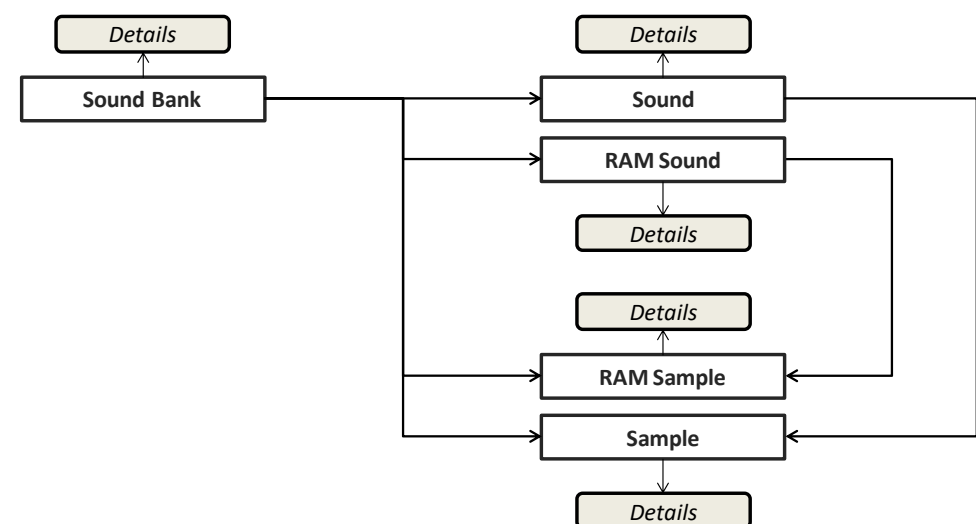 Details
Details
Sound Bank
Sound
RAM Sound
Details
Details
RAM Sample
Sample
Details